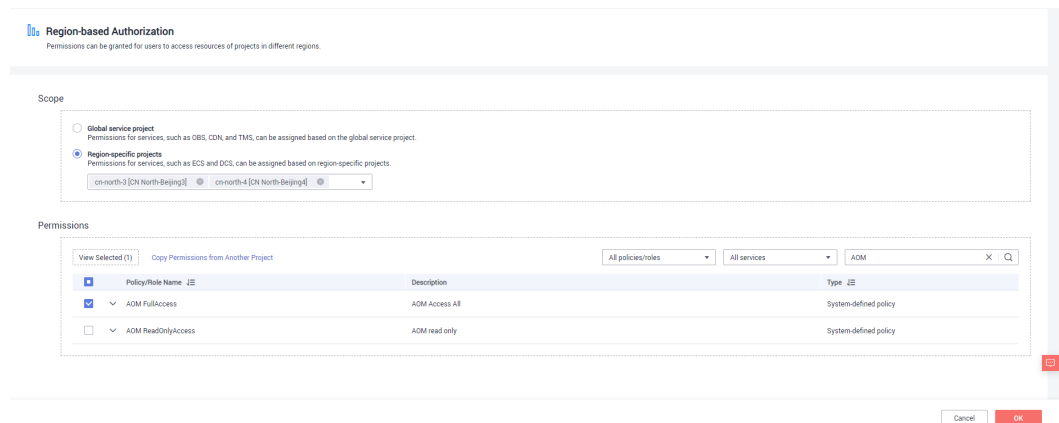 Region-based Authorization
Permissions can be granted for users to access resources of projects in different regions.
Scope
Global service project
Permissions for services, such as OBS, CDN, and TMS, can be assigned based on the global service project.
Region-specific projects
Permissions for services, such as ECS and DCS, can be assigned based on region-specific projects.
cn-north-3 [CN North-Beijing3] cn-north-4 [CN North-Beijing4]
Permissions
View Selected (1) Copy Permissions from Another Project All policies/roles All services AOM
Policy/Role Name Description Type
AOM FullAccess AOM Access All System-defined policy
AOM ReadOnlyAccess AOM read only System-defined policy
Cancel OK